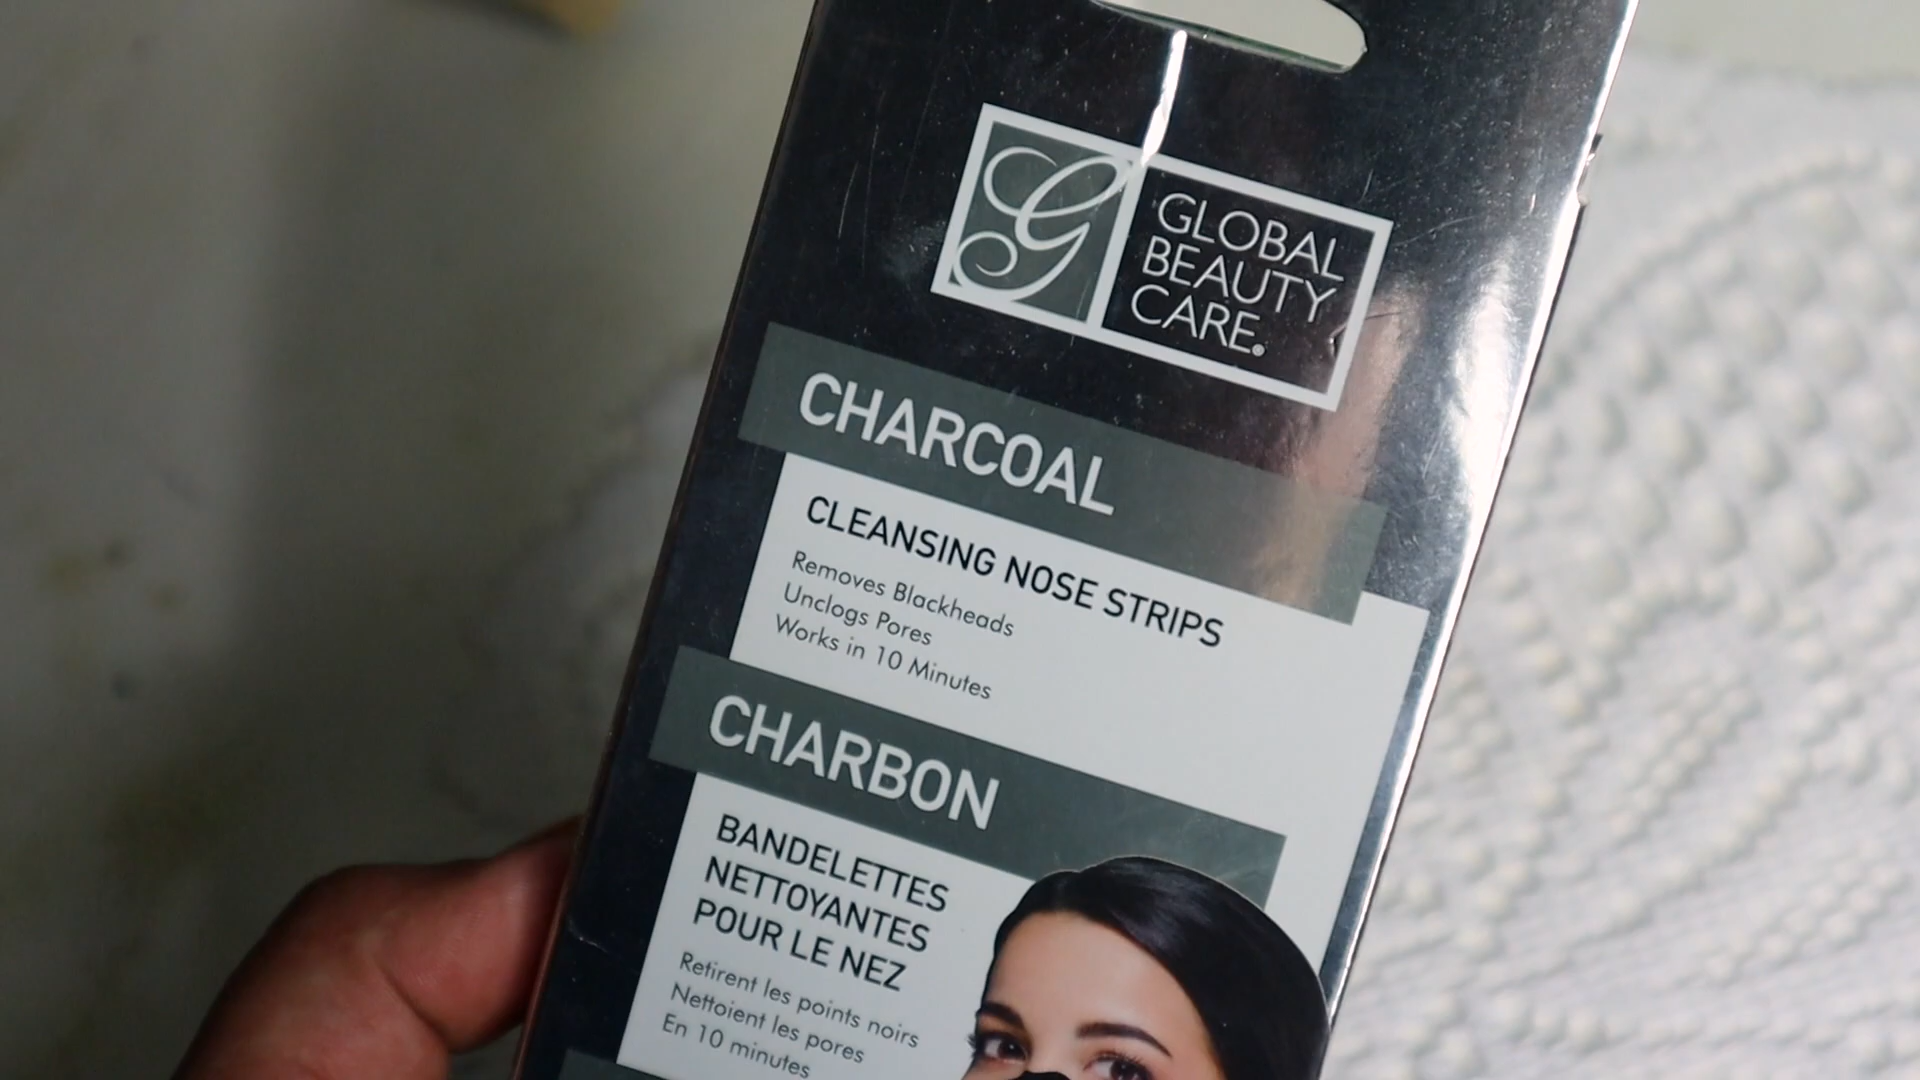 G
GLOBAL
BEAUTY
CARE®
CHARCOAL
CLEANSING NOSE STRIPS
Removes Blackheads
Unclogs Pores
Works in 10 Minutes
CHARBON
BANDELETTES
NETTOYANTES
POUR LE NEZ
Retirent les points noirs
Nettoient les pores
En 10 minutes